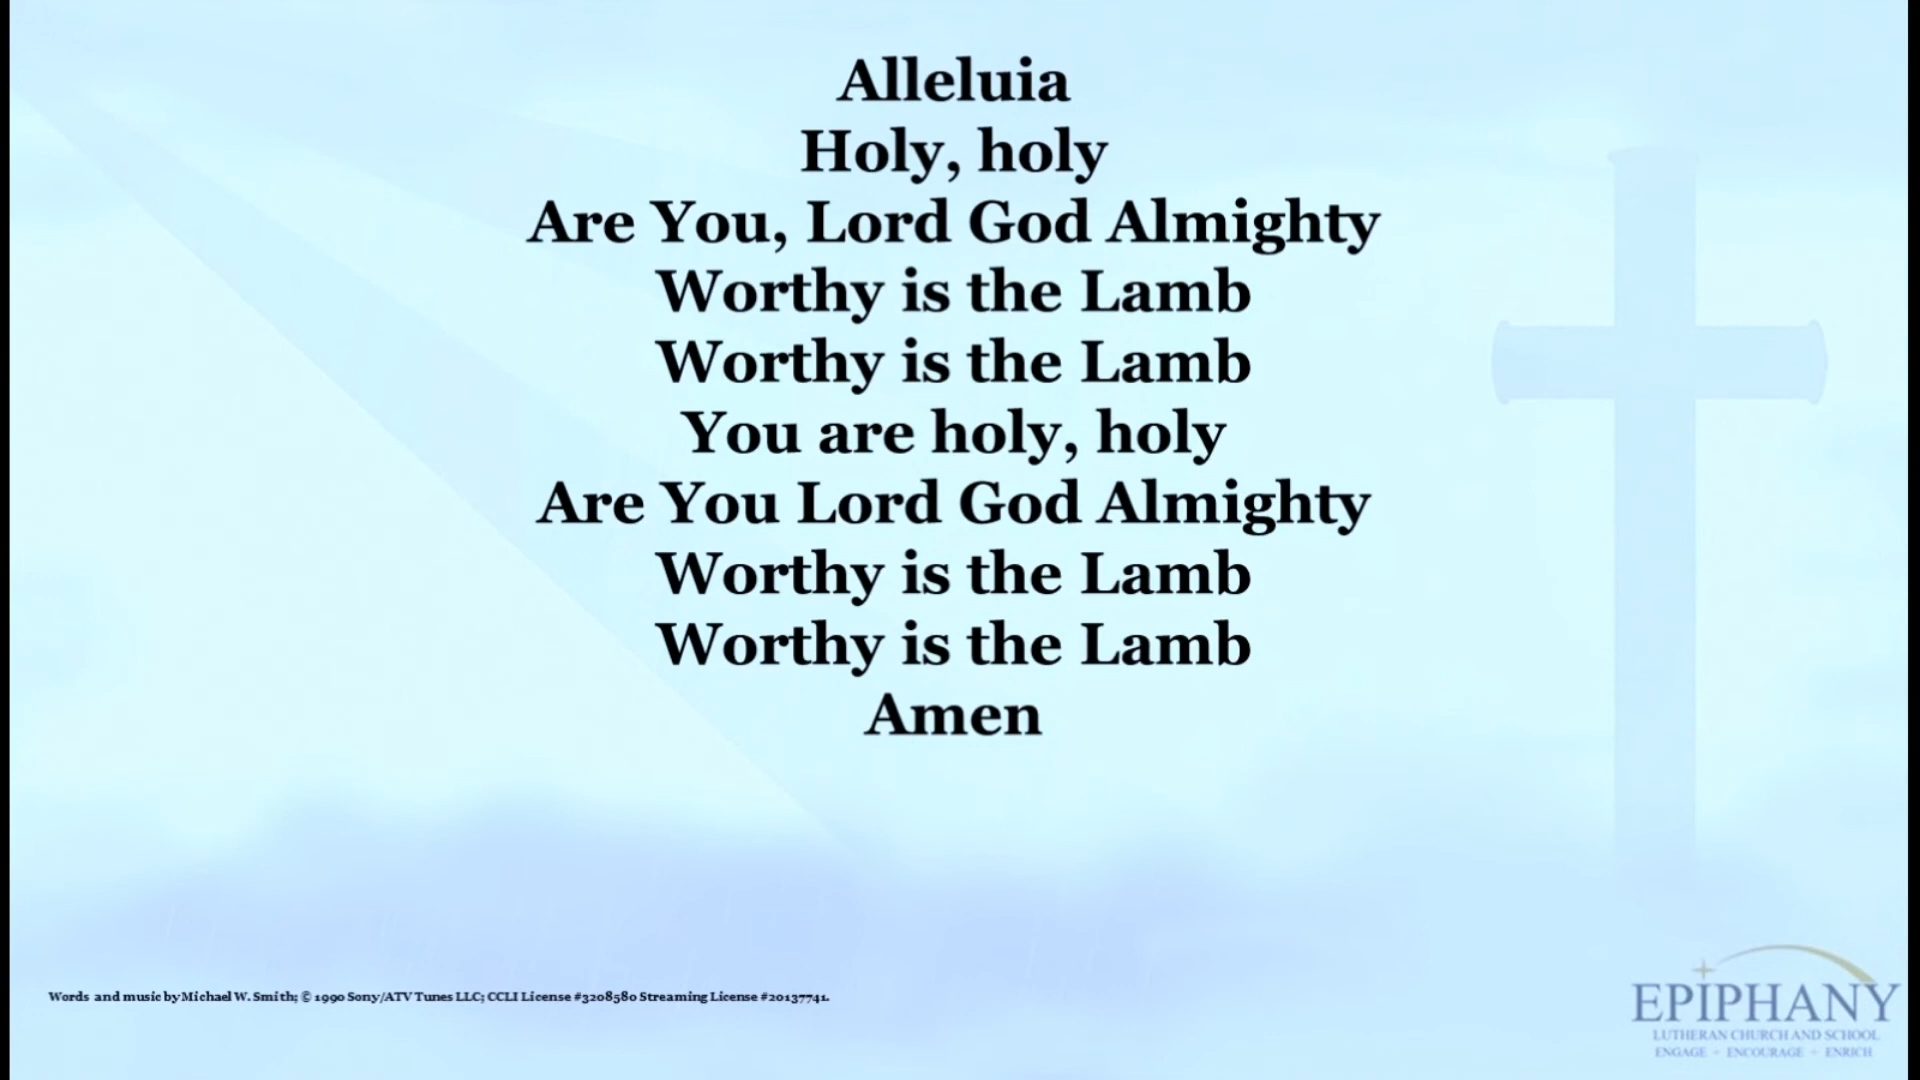 Alleluia
Holy, holy
Are You, Lord God Almighty
Worthy is the Lamb
Worthy is the Lamb
You are holy, holy
Are You Lord God Almighty
Worthy is the Lamb
Worthy is the Lamb
Amen
Words and music by Michael W. Smith; © 1990 Sony/ATV Tunes LLC; CCLI License #3208580 Streaming License #20137741.
EPIPHANY
LUTHERAN CHURCH AND SCHOOL
ENGAGE - ENCOURAGE - ENRICH